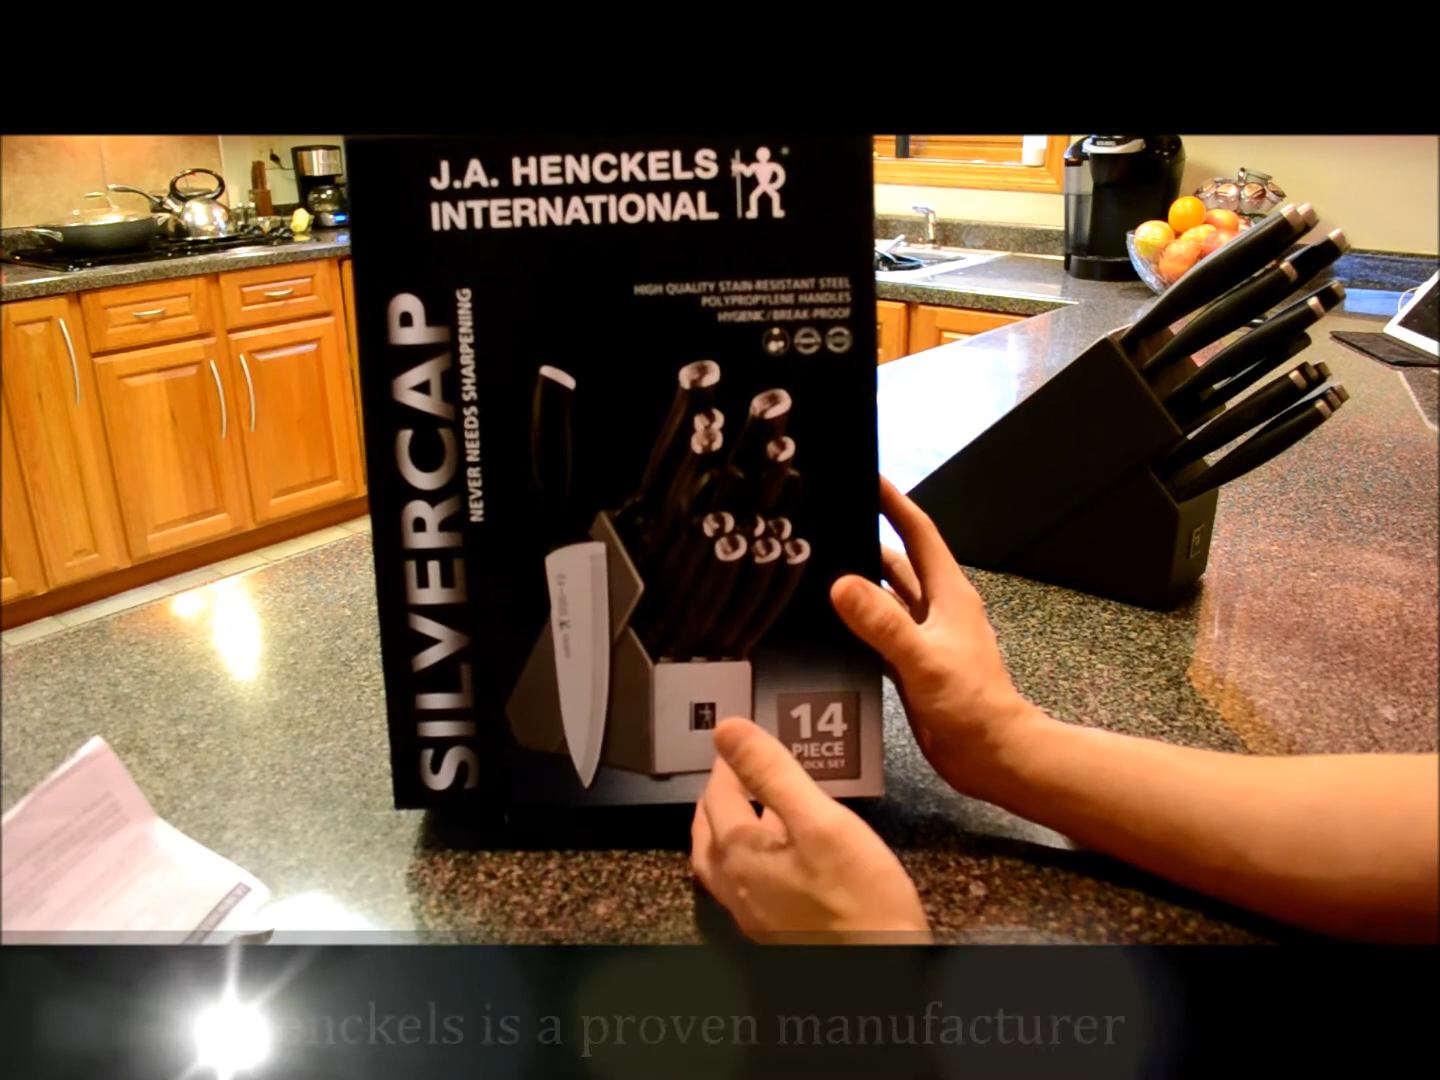 J.A. HENCKELS
INTERNATIONAL
HIGH QUALITY STAIN-RESISTANT STEEL
POLYPROPYLENE HANDLES
HYGIENIC/BREAK-PROOF
SILVERCAP
NEVER NEEDS SHARPENING
14
PIECE
enckels is a proven manufacturer